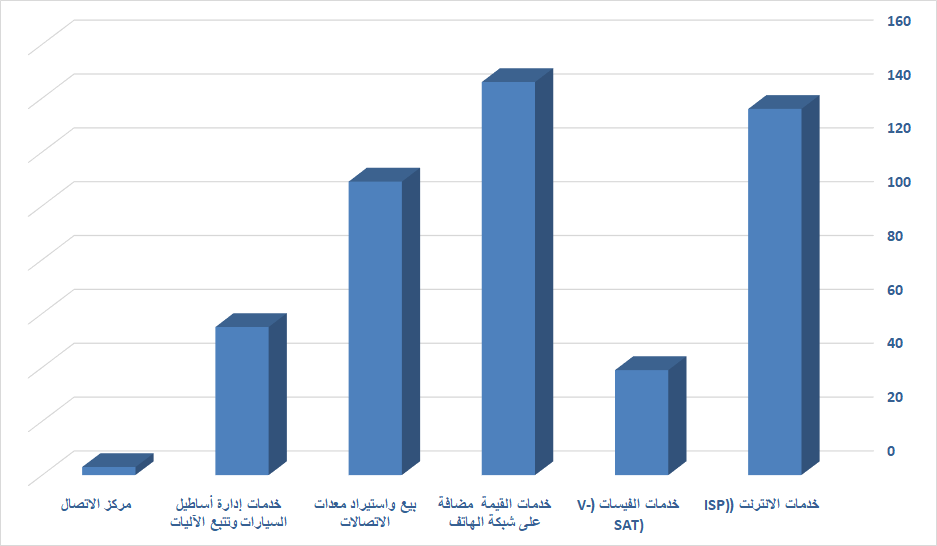 160
140
120
100
80
60
40
20
0
خدمات الانترنت ((ISP
خدمات الفيسات (-V
SAT)
خدمات القيمة مضافة
على شبكة الهاتف
بيع واستيراد معدات
الاتصالات
خدمات إدارة أساطيل
السيارات وتتبع الآليات
مركز الاتصال